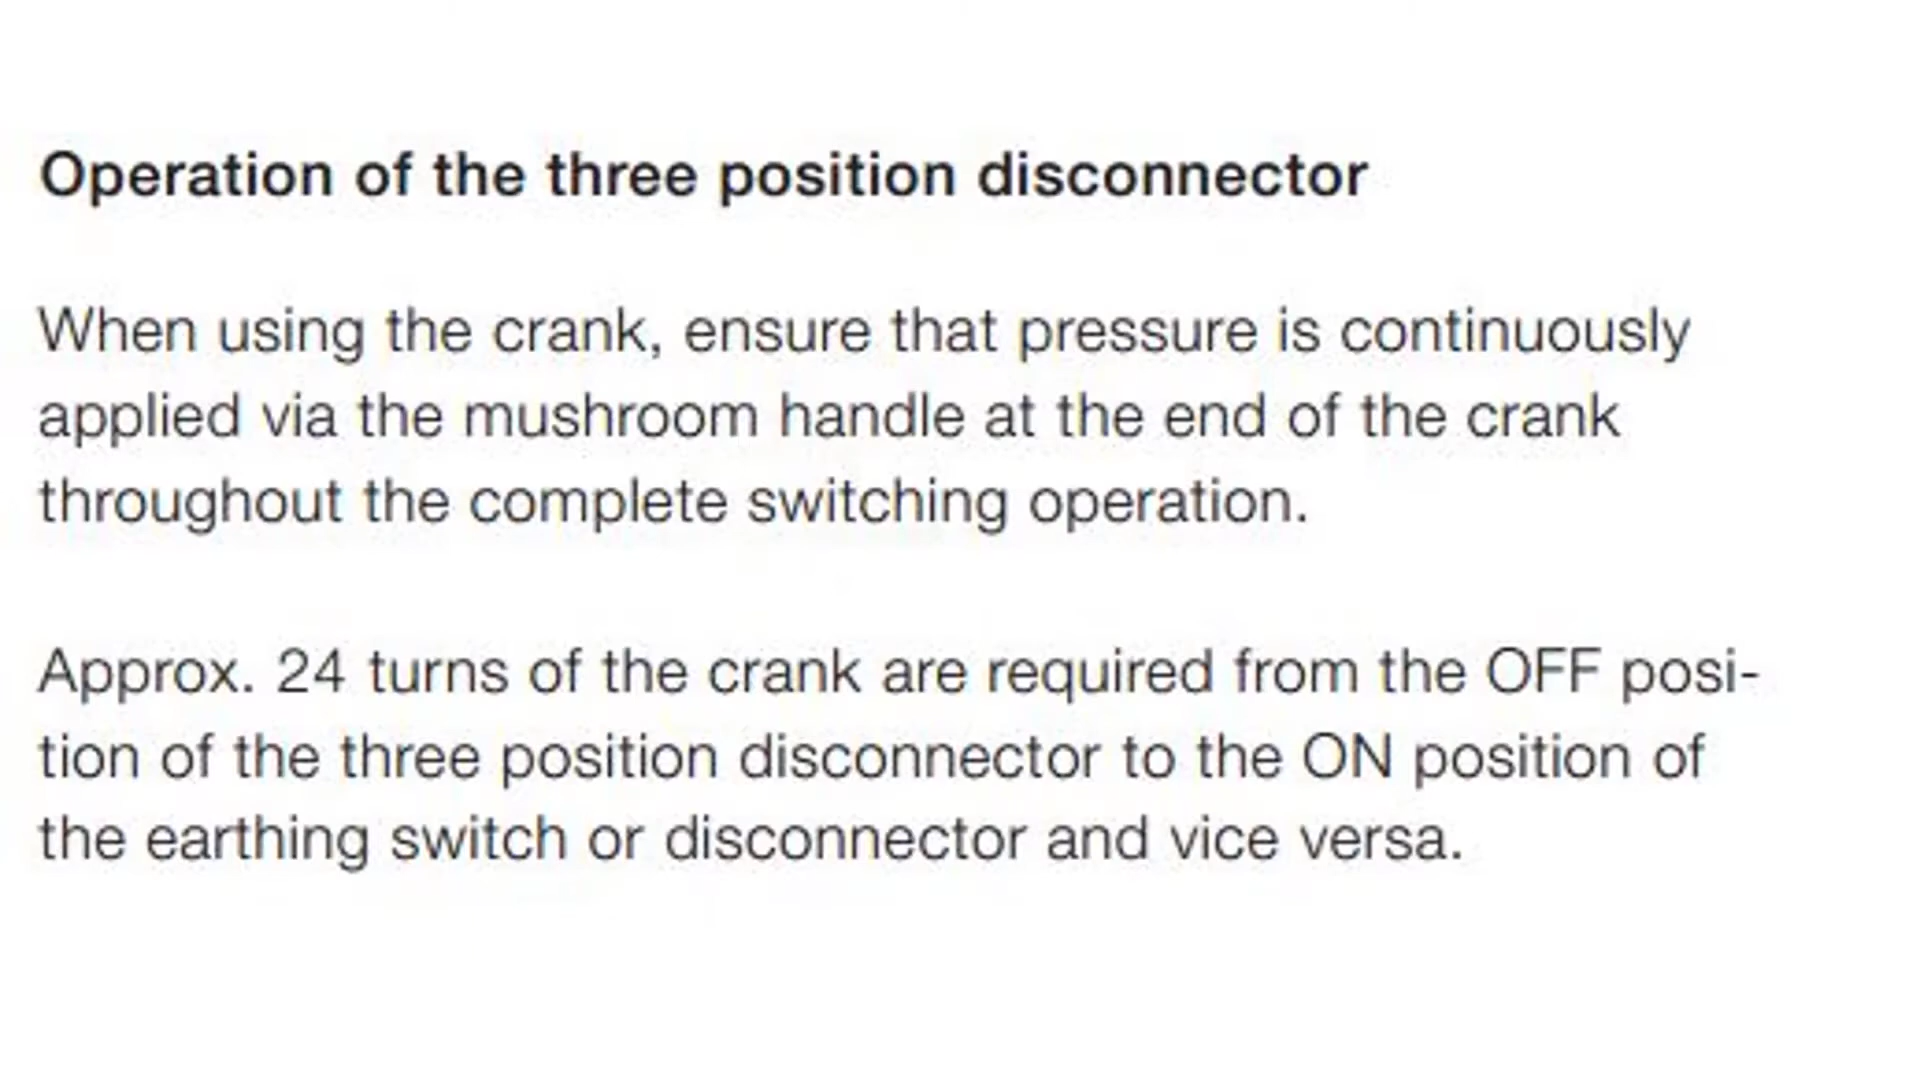 Operation of the three position disconnector
When using the crank, ensure that pressure is continuously
applied via the mushroom handle at the end of the crank
throughout the complete switching operation.
Approx. 24 turns of the crank are required from the OFF posi-
tion of the three position disconnector to the ON position of
the earthing switch or disconnector and vice versa.